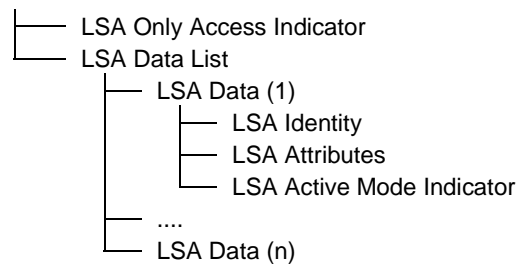 LSA Only Access Indicator
LSA Data List
LSA Data (1)
LSA Identity
LSA Attributes
LSA Active Mode Indicator
....
LSA Data (n)